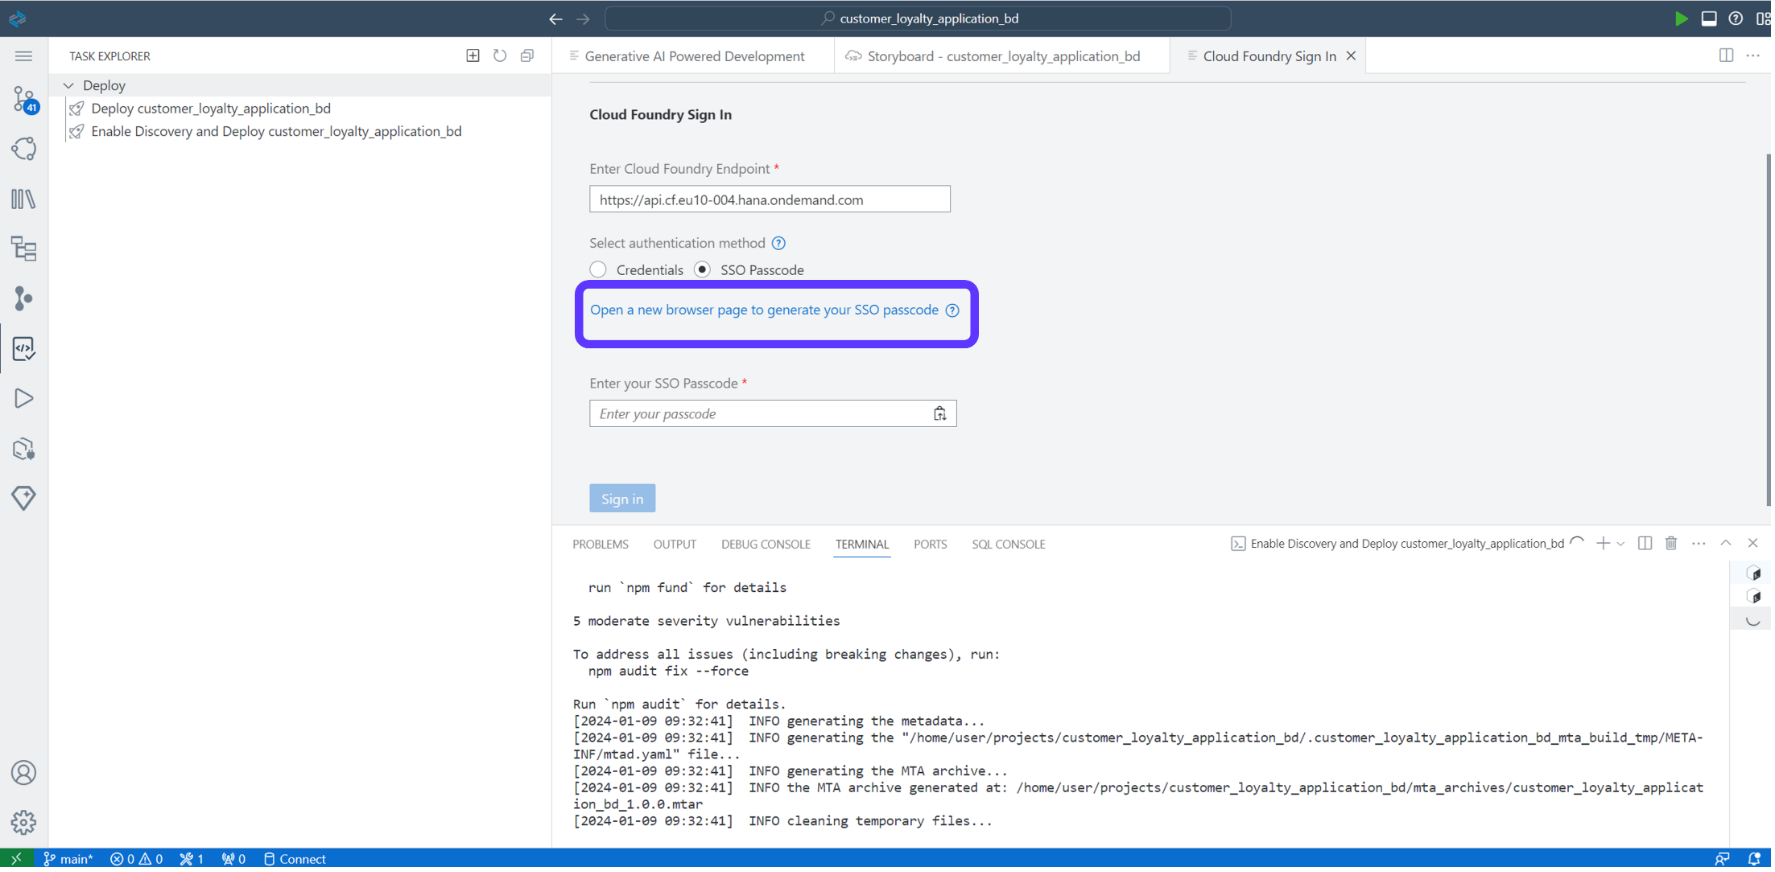 customer_loyalty_application_bd
TASK EXPLORER
Generative AI Powered Development
Storyboard - customer_loyalty_application_bd
Cloud Foundry Sign In
Deploy
Deploy customer_loyalty_application_bd
Enable Discovery and Deploy customer_loyalty_application_bd
41
Cloud Foundry Sign In
Enter Cloud Foundry Endpoint *
https://api.cf.eu10-004.hana.ondemand.com
Select authentication method
Credentials SSO Passcode
Open a new browser page to generate your SSO passcode
Enter your SSO Passcode *
Enter your passcode
Sign in
PROBLEMS OUTPUT DEBUG CONSOLE TERMINAL PORTS SQL CONSOLE
Enable Discovery and Deploy customer_loyalty_application_bd
run `npm fund` for details
5 moderate severity vulnerabilities
To address all issues (including breaking changes), run:
npm audit fix --force
Run `npm audit` for details.
[2024-01-09 09:32:41]  INFO generating the metadata...
[2024-01-09 09:32:41]  INFO generating the "/home/user/projects/customer_loyalty_application_bd/.customer_loyalty_application_bd_mta_build_tmp/META-
INF/mtad.yaml" file...
[2024-01-09 09:32:41]  INFO generating the MTA archive...
[2024-01-09 09:32:41]  INFO the MTA archive generated at: /home/user/projects/customer_loyalty_application_bd/mta_archives/customer_loyalty_applicat
ion_bd_1.0.0.mtar
[2024-01-09 09:32:41]  INFO cleaning temporary files...
main* 0 0 1 0 Connect